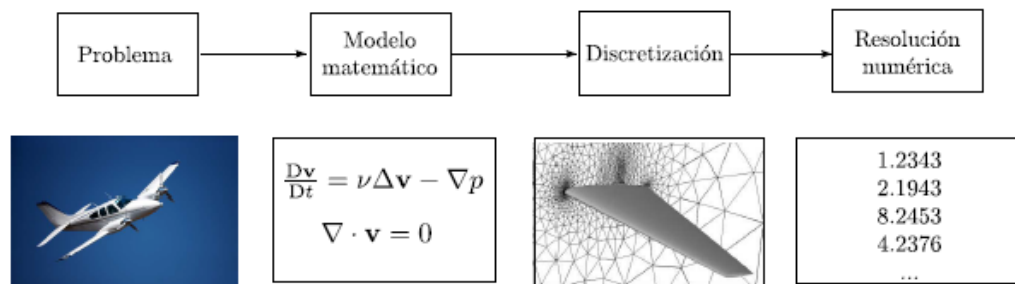 Problema
Modelo
matemático
Discretización
Resolución
numérica
Dv/Dt = νΔv − ∇p
∇ · v = 0
1.2343
2.1943
8.2453
4.2376
...